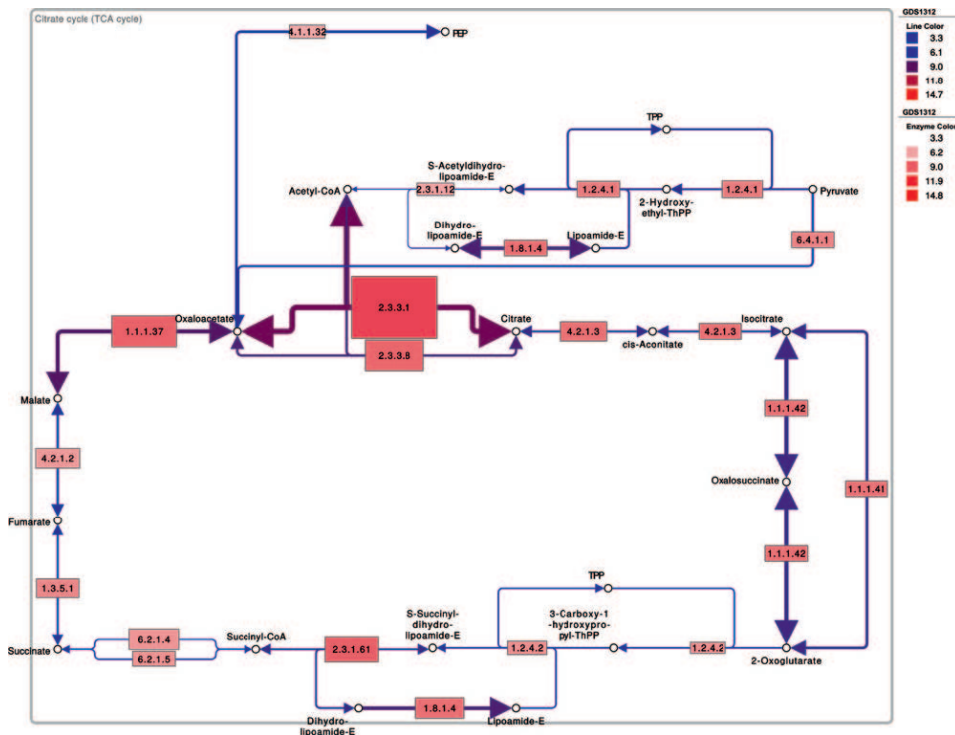 Citrate cycle (TCA cycle)
GDS1312
Line Color
3.3
6.1
9.0
11.8
14.7
GDS1312
Enzyme Color
3.3
6.2
9.0
11.9
14.8
4.1.1.32
PEP
TPP
S-Acetyldihydro-
lipoamide-E
Acetyl-CoA
2.3.1.12
1.2.4.1
1.2.4.1
Pyruvate
2-Hydroxy-
ethyl-ThPP
Dihydro-
lipoamide-E
Lipoamide-E
1.8.1.4
6.4.1.1
2.3.3.1
Oxaloacetate
Citrate
Isocitrate
1.1.1.37
4.2.1.3
4.2.1.3
cis-Aconitate
2.3.3.8
Malate
1.1.1.42
4.2.1.2
Oxalosuccinate
1.1.1.41
Fumarate
1.1.1.42
1.3.5.1
TPP
S-Succinyl-
dihydro-
lipoamide-E
3-Carboxy-1
-hydroxypro-
pyl-ThPP
6.2.1.4
Succinyl-CoA
2.3.1.61
1.2.4.2
1.2.4.2
Succinate
6.2.1.5
2-Oxoglutarate
1.8.1.4
Dihydro-
lipoamide-E
Lipoamide-E